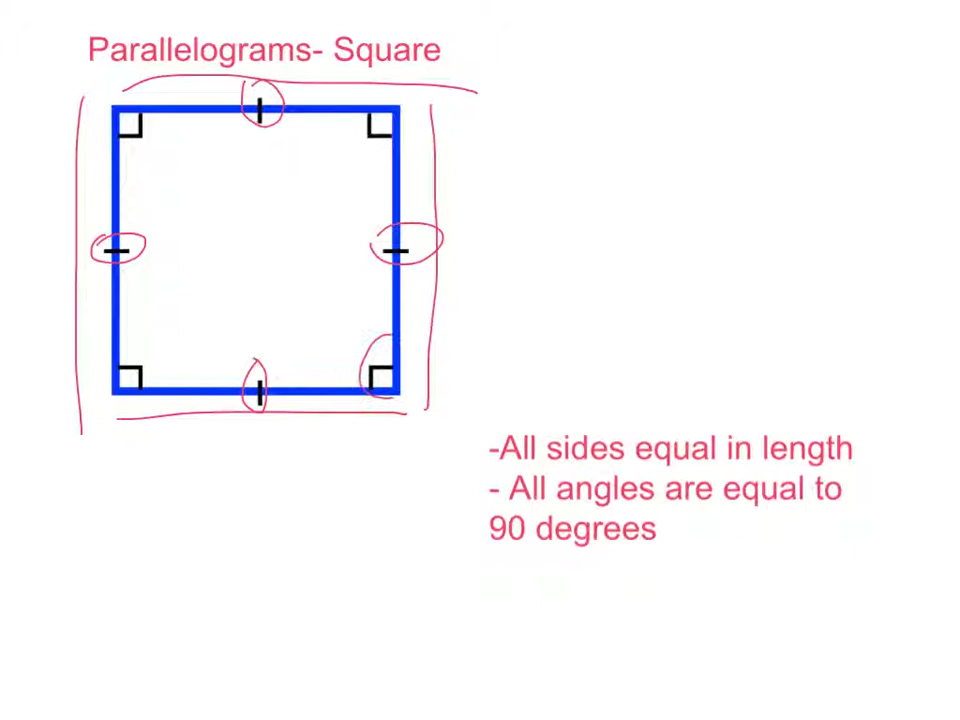 Parallelograms- Square
-All sides equal in length
- All angles are equal to
90 degrees